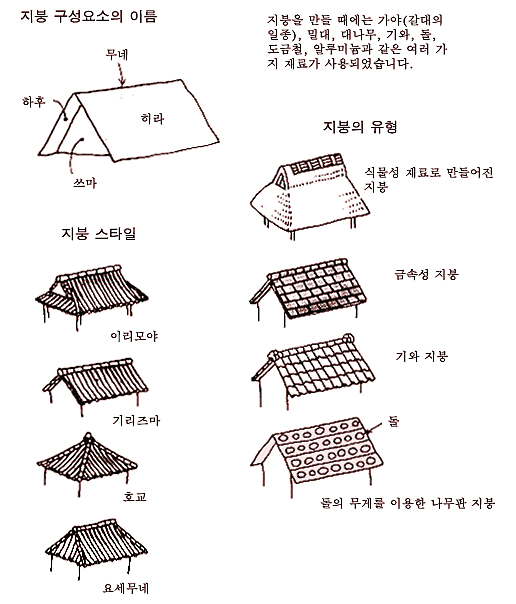 지붕 구성요소의 이름
무네
하후
히라
쯔마
지붕을 만들 때에는 가야(갈대의
일종), 밀대, 대나무, 기와, 돌,
도금철, 알루미늄과 같은 여러 가
지 재료가 사용되었습니다.
지붕의 유형
식물성 재료로 만들어진
지붕
금속성 지붕
기와 지붕
돌
돌의 무게를 이용한 나무판 지붕
지붕 스타일
이리모야
기리즈마
호교
요세무네